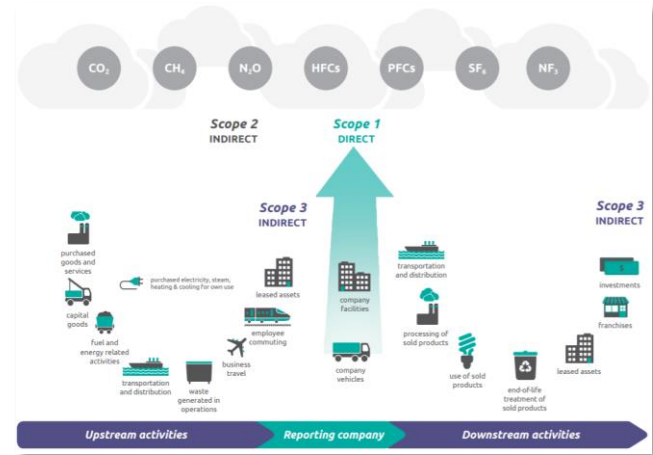 CO₂ CH₄ N₂O HFCs PFCs SF₆ NF₃
Scope 2
INDIRECT
Scope 1
DIRECT
Scope 3
INDIRECT
Scope 3
INDIRECT
purchased
goods and
services
capital
goods
fuel and
energy related
activities
purchased electricity, steam,
heating & cooling for own use
transportation
and distribution
waste
generated in
operations
business
travel
employee
commuting
leased assets
company
facilities
company
vehicles
transportation
and distribution
processing of
sold products
use of sold
products
end-of-life
treatment of
sold products
leased assets
franchises
investments
$
Upstream activities
Reporting company
Downstream activities